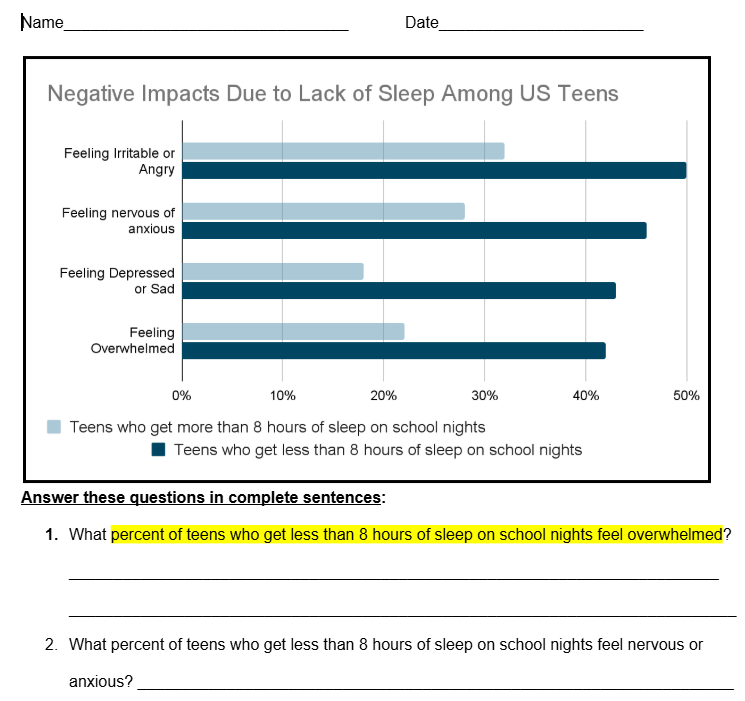 Name________________________________ Date_______________________
Negative Impacts Due to Lack of Sleep Among US Teens
Feeling Irritable or
Angry
Feeling nervous of
anxious
Feeling Depressed
or Sad
Feeling
Overwhelmed
0% 10% 20% 30% 40% 50%
Teens who get more than 8 hours of sleep on school nights
Teens who get less than 8 hours of sleep on school nights
Answer these questions in complete sentences:
1. What percent of teens who get less than 8 hours of sleep on school nights feel overwhelmed?
2. What percent of teens who get less than 8 hours of sleep on school nights feel nervous or
anxious? ____________________________________________________________________